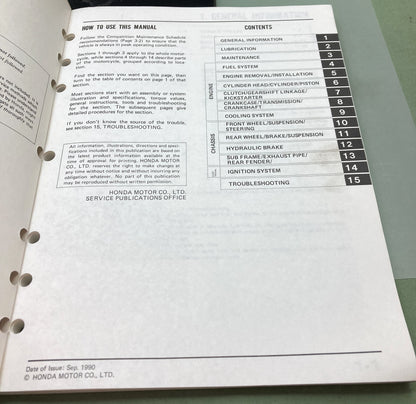 HOW TO USE THIS MANUAL
Follow the Competition Maintenance Schedule
recommendations (Page 3-2) to ensure that the
vehicle is always in peak operating condition.
Sections 1 through 3 apply to the whole motor-
cycle, while sections 4 through 14 describe parts
of the motorcycle, grouped according to loca-
tion.
Find the section you want on this page, then
turn to the table of contents on page 1 of that
section.
Most sections start with an assembly or system
illustration and specifications, torque values,
general instructions, tools and troubleshooting
for the section. The subsequent pages give
detailed procedures for the section.
If you don't know the source of the trouble,
see section 15, TROUBLESHOOTING.
All information, illustrations, directions and speci-
fications included in this publication are based on
the latest product information available at the
time of approval for printing. HONDA MOTOR
CO., LTD. reserves the right to make changes at
any time without notice and without incurring any
obligation whatever. No part of this publication
may be reproduced without written permission.
HONDA MOTOR CO., LTD.
SERVICE PUBLICATIONS OFFICE
CONTENTS
GENERAL INFORMATION 1
LUBRICATION 2
MAINTENANCE 3
FUEL SYSTEM 4
ENGINE
ENGINE REMOVAL/INSTALLATION 5
CYLINDER HEAD/CYLINDER/PISTON 6
CLUTCH/GEARSHIFT LINKAGE/
KICKSTARTER 7
CRANKCASE/TRANSMISSION/
CRANKSHAFT 8
COOLING SYSTEM 9
CHASSIS
FRONT WHEEL/SUSPENSION/
STEERING 10
REAR WHEEL/BRAKE/SUSPENSION 11
HYDRAULIC BRAKE 12
SUB FRAME/EXHAUST PIPE/
REAR FENDER/ 13
IGNITION SYSTEM 14
TROUBLESHOOTING 15
Date of Issue: Sep. 1990
© HONDA MOTOR CO., LTD.